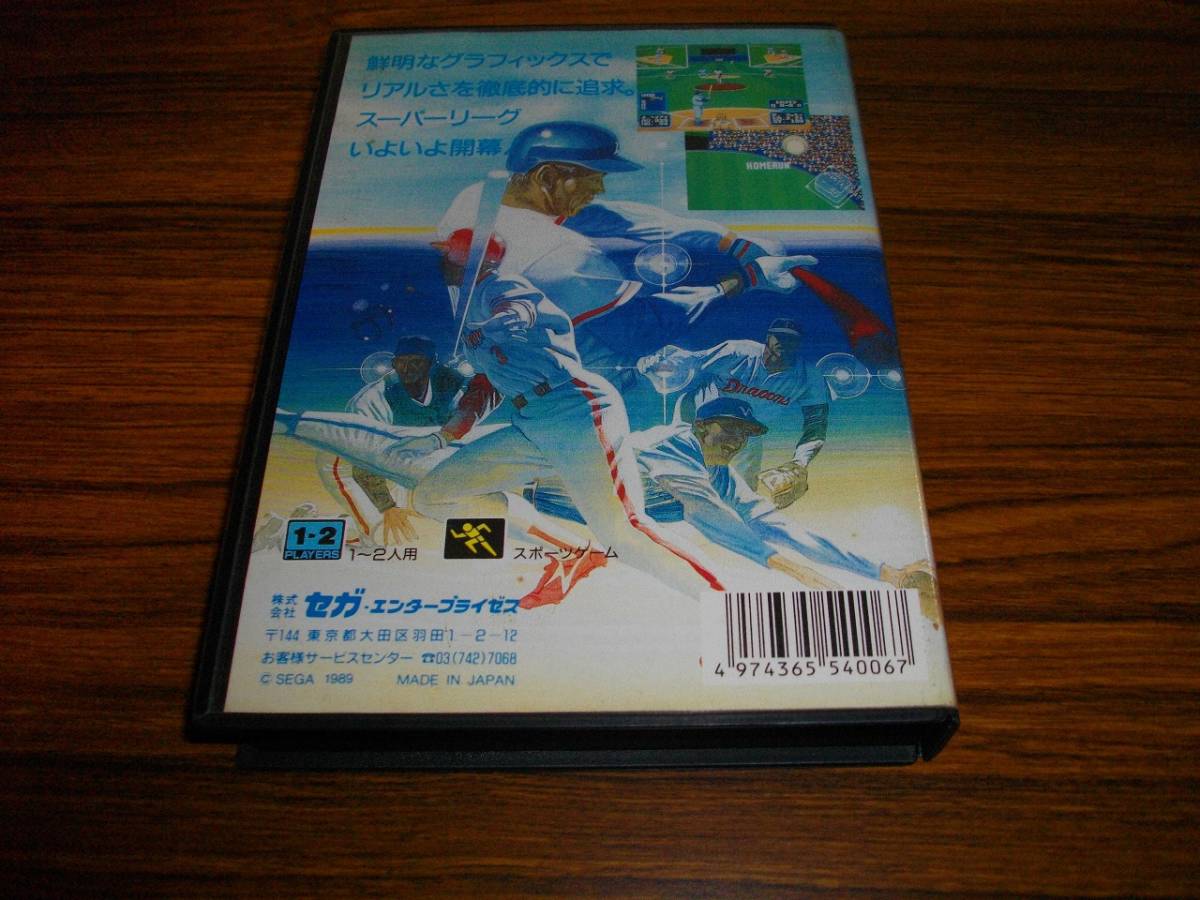 鮮明なグラフィックスで
リアルさを徹底的に追求。
スーパーリーグ
いよいよ開幕!
HOMERUN
Dragons
1-2
PLAYERS
1〜2人用
スポーツゲーム
株式会社 セガ・エンタープライゼス
〒144 東京都大田区羽田1-2-12
お客様サービスセンター ☎03(742)7068
© SEGA 1989 MADE IN JAPAN
4 974365 540067